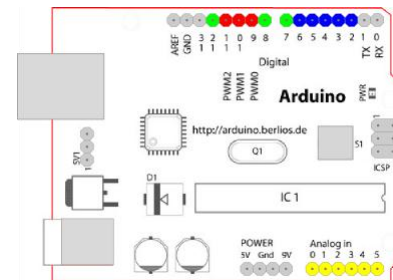 AREF
GND
13
12
11
10
9
8
7
6
5
4
3
2
1
0
TX
RX
Digital
PWM2
PWM1
PWM0
Arduino
PWR
http://arduino.berlios.de
Q1
S1
1
ICSP
SV1
1
D1
IC 1
POWER
5V Gnd 9V
Analog in
0 1 2 3 4 5